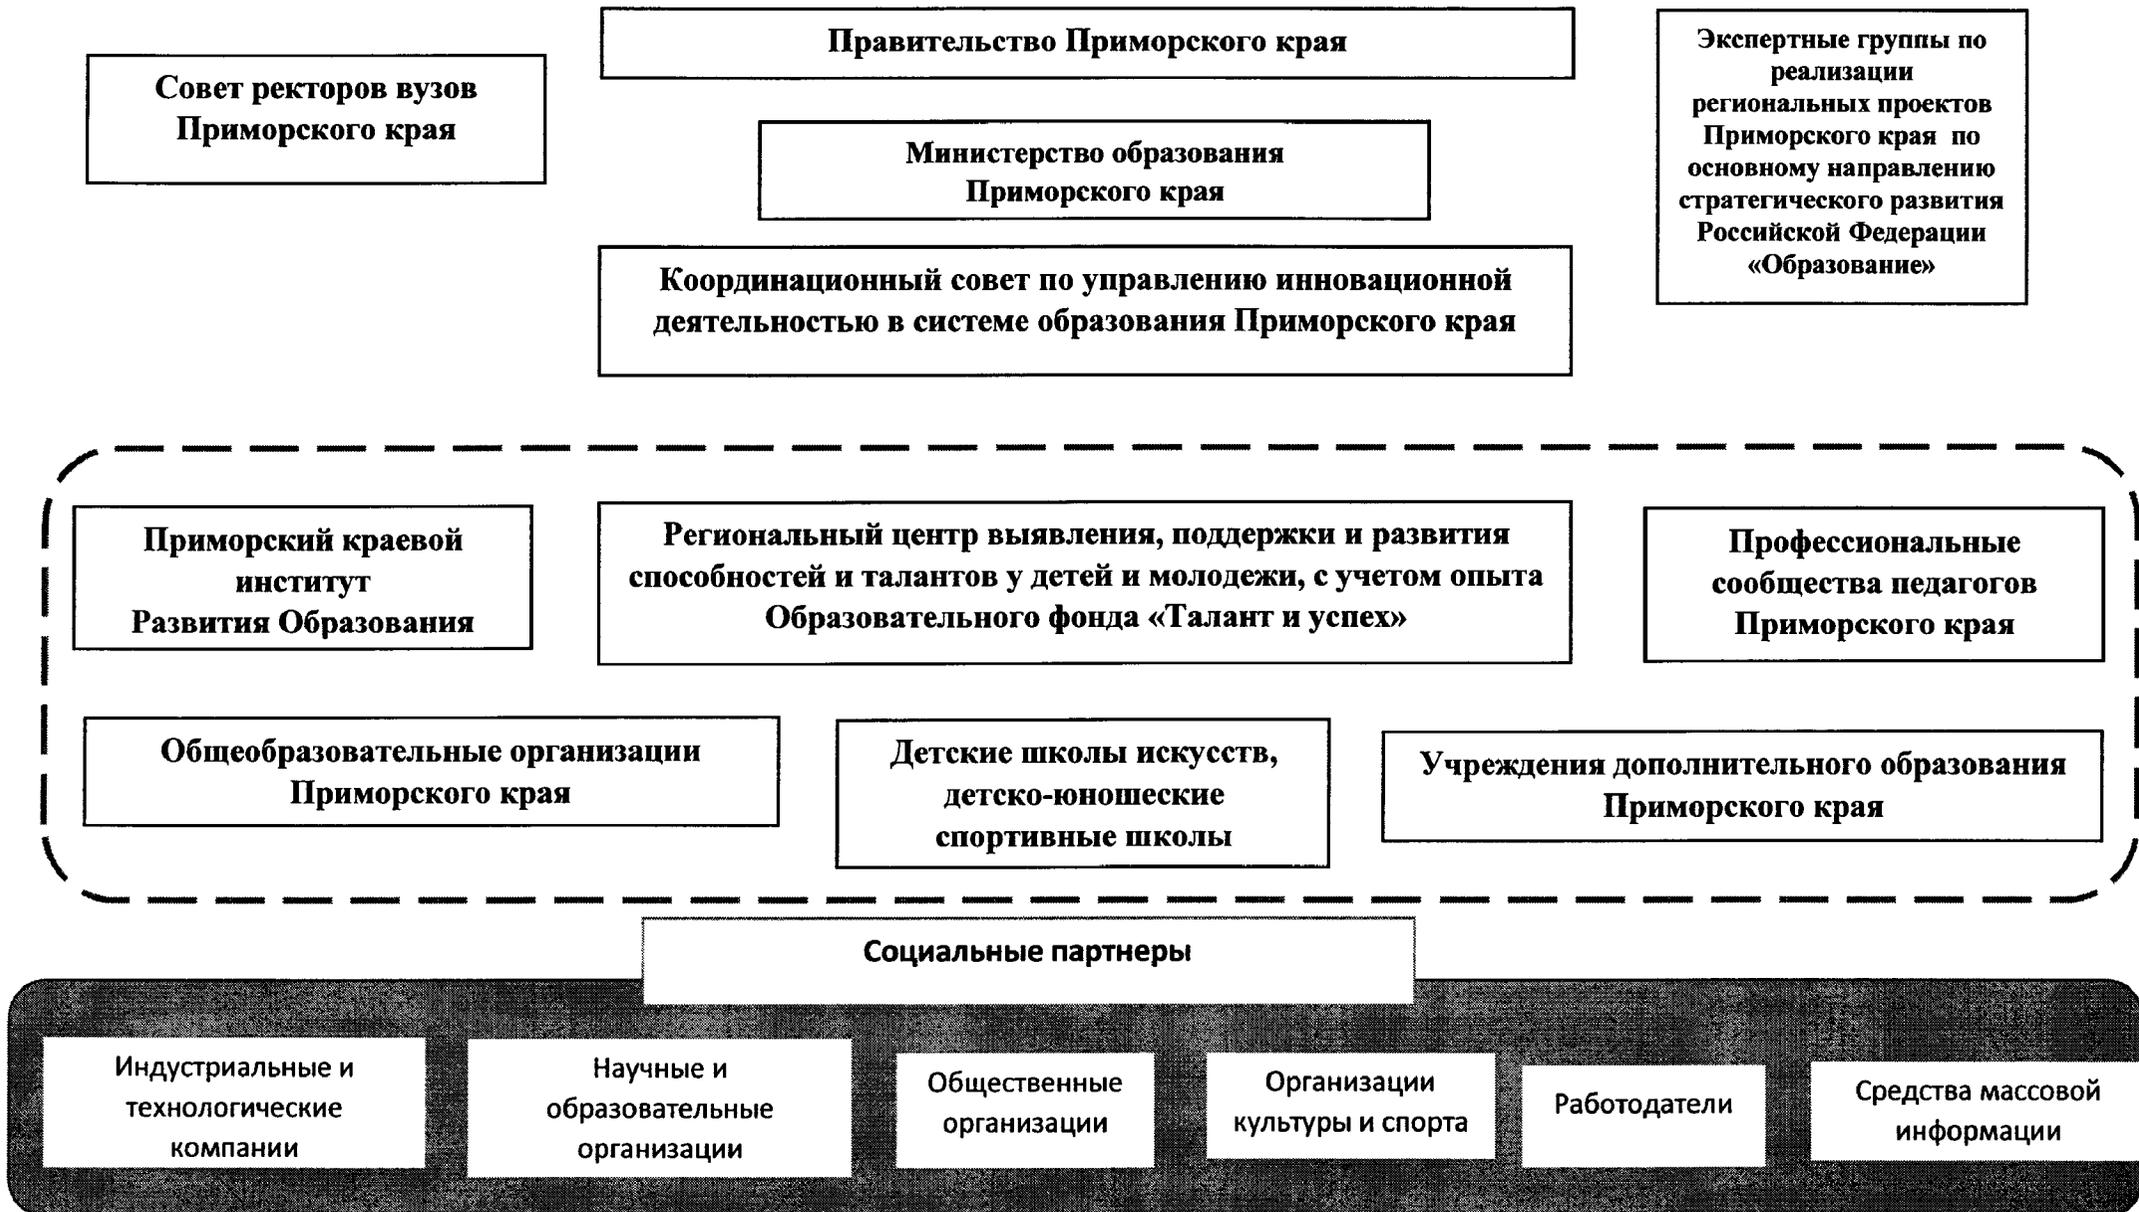 Правительство Приморского края
Совет ректоров вузов
Приморского края
Министерство образования
Приморского края
Координационный совет по управлению инновационной
деятельностью в системе образования Приморского края
Экспертные группы по
реализации
региональных проектов
Приморского края по
основному направлению
стратегического развития
Российской Федерации
«Образование»
Приморский краевой
институт
Развития Образования
Региональный центр выявления, поддержки и развития
способностей и талантов у детей и молодежи, с учетом опыта
Образовательного фонда «Талант и успех»
Профессиональные
сообщества педагогов
Приморского края
Общеобразовательные организации
Приморского края
Детские школы искусств,
детско-юношеские
спортивные школы
Учреждения дополнительного образования
Приморского края
Социальные партнеры
Индустриальные и
технологические
компании
Научные и
образовательные
организации
Общественные
организации
Организации
культуры и спорта
Работодатели
Средства массовой
информации